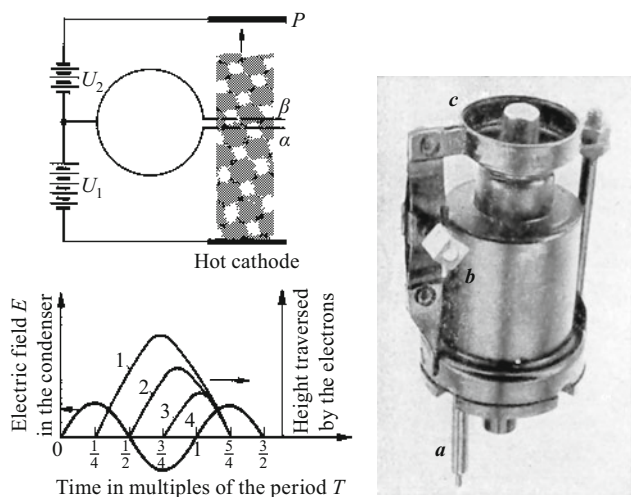 P
U2
β
α
U1
Hot cathode
c
b
a
Electric field E
in the condenser
Height traversed
by the electrons
1
2
3
4
0
1/4
1/2
3/4
1
5/4
3/2
Time in multiples of the period T